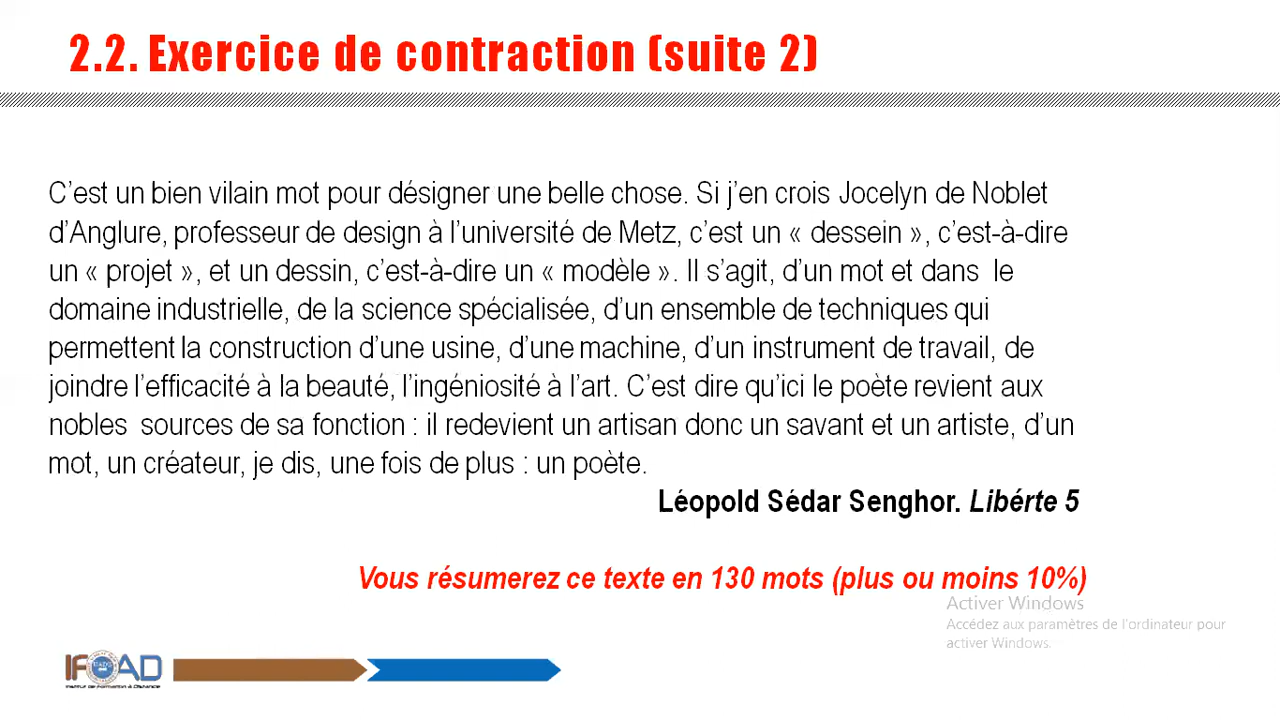 2.2. Exercice de contraction (suite 2)
C’est un bien vilain mot pour désigner une belle chose. Si j’en crois Jocelyn de Noblet
d’Anglure, professeur de design à l’université de Metz, c’est un « dessein », c’est-à-dire
un « projet », et un dessin, c’est-à-dire un « modèle ». Il s’agit, d’un mot et dans le
domaine industrielle, de la science spécialisée, d’un ensemble de techniques qui
permettent la construction d’une usine, d’une machine, d’un instrument de travail, de
joindre l’efficacité à la beauté, l’ingéniosité à l’art. C’est dire qu’ici le poète revient aux
nobles sources de sa fonction : il redevient un artisan donc un savant et un artiste, d’un
mot, un créateur, je dis, une fois de plus : un poète.
Léopold Sédar Senghor. Libérte 5
Vous résumerez ce texte en 130 mots (plus ou moins 10%)
Activer Windows
Accédez aux paramètres de l'ordinateur pour
activer Windows.
IFOAD
Institut de Formation à Distance